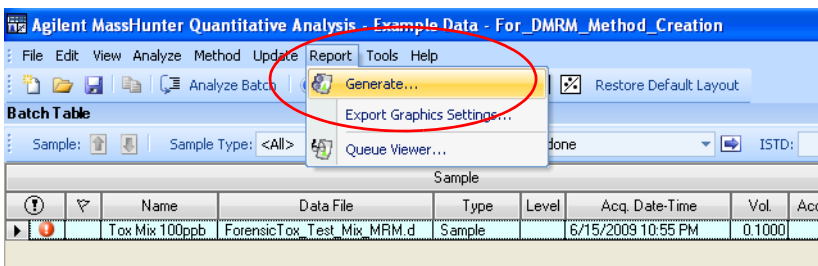 Agilent MassHunter Quantitative Analysis - Example Data - For_DMRM_Method_Creation
File Edit View Analyze Method Update Report Tools Help
Analyze Batch Restore Default Layout
Generate...
Batch Table
Export Graphics Settings...
Sample: Sample Type: <All> ISTD:
Queue Viewer...
Sample
Name Data File Type Level Acq. Date-Time Vol.
Tox Mix 100ppb ForensicTox_Test_Mix_MRM.d Sample 6/15/2009 10:55 PM 0.1000